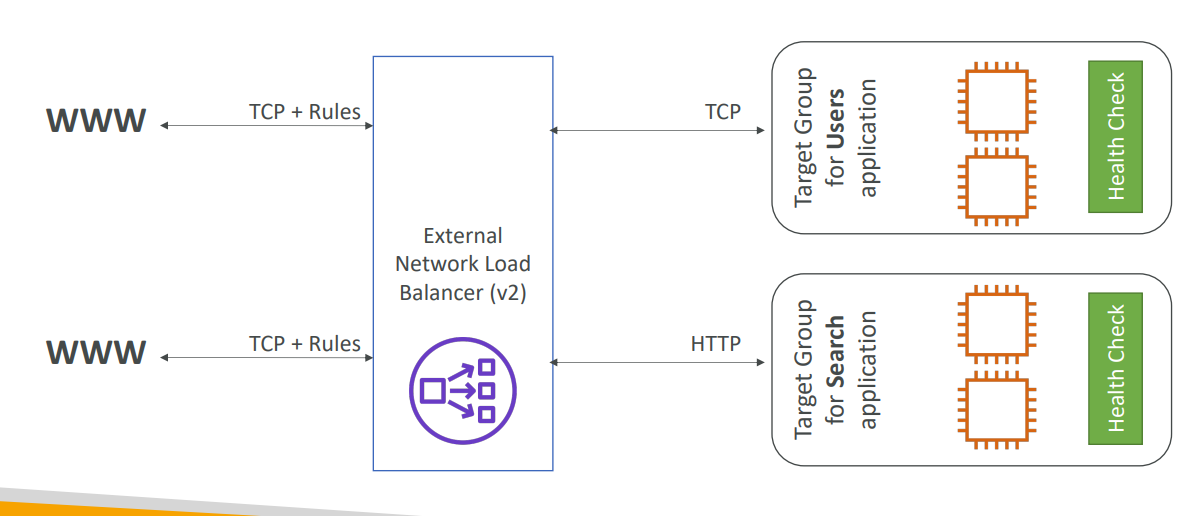 WWW
TCP + Rules
TCP
Target Group
for Users
application
Health Check
External
Network Load
Balancer (v2)
WWW
TCP + Rules
HTTP
Target Group
for Search
application
Health Check